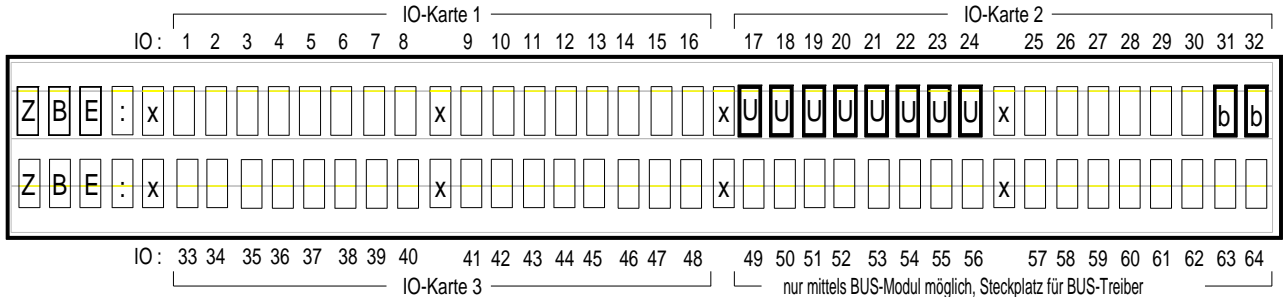 IO-Karte 1 IO-Karte 2
IO : 1 2 3 4 5 6 7 8 9 10 11 12 13 14 15 16 17 18 19 20 21 22 23 24 25 26 27 28 29 30 31 32
Z B E : x x x U U U U U U U U x b b
Z B E : x x x x
IO : 33 34 35 36 37 38 39 40 41 42 43 44 45 46 47 48 49 50 51 52 53 54 55 56 57 58 59 60 61 62 63 64
IO-Karte 3 nur mittels BUS-Modul möglich, Steckplatz für BUS-Treiber